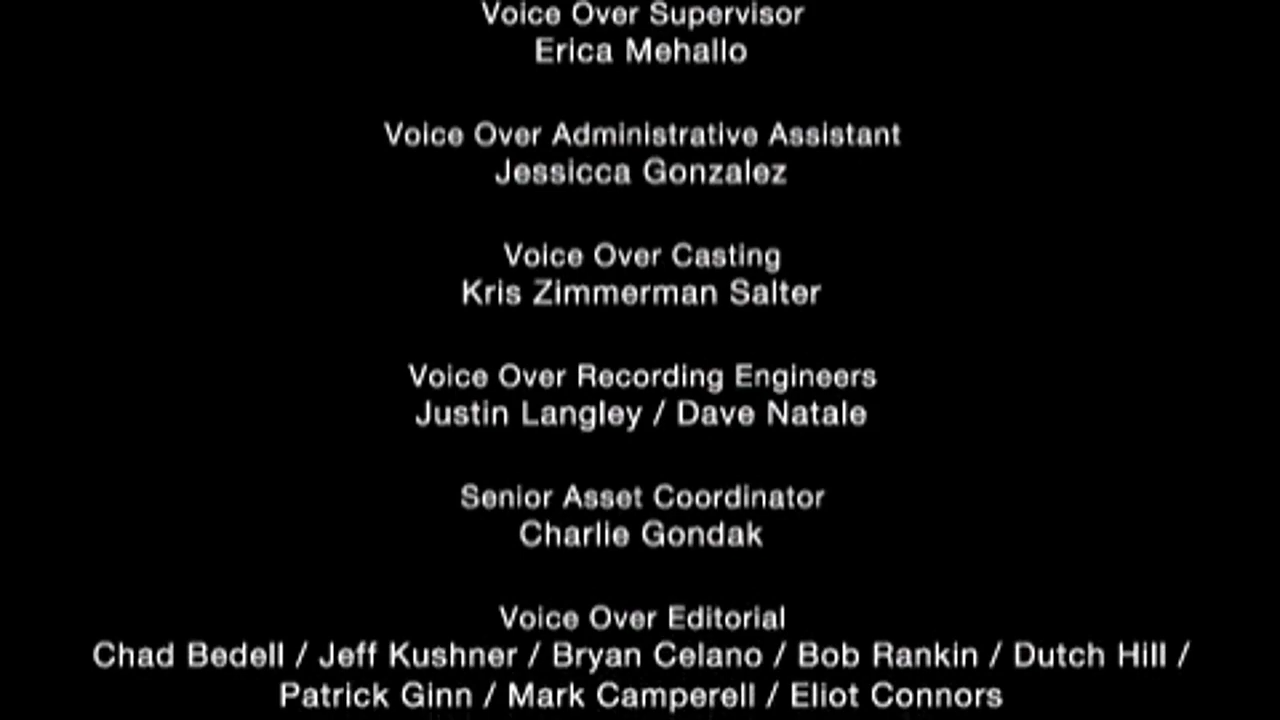 Voice Over Supervisor
Erica Mehallo
Voice Over Administrative Assistant
Jessicca Gonzalez
Voice Over Casting
Kris Zimmerman Salter
Voice Over Recording Engineers
Justin Langley / Dave Natale
Senior Asset Coordinator
Charlie Gondak
Voice Over Editorial
Chad Bedell / Jeff Kushner / Bryan Celano / Bob Rankin / Dutch Hill /
Patrick Ginn / Mark Camperell / Eliot Connors